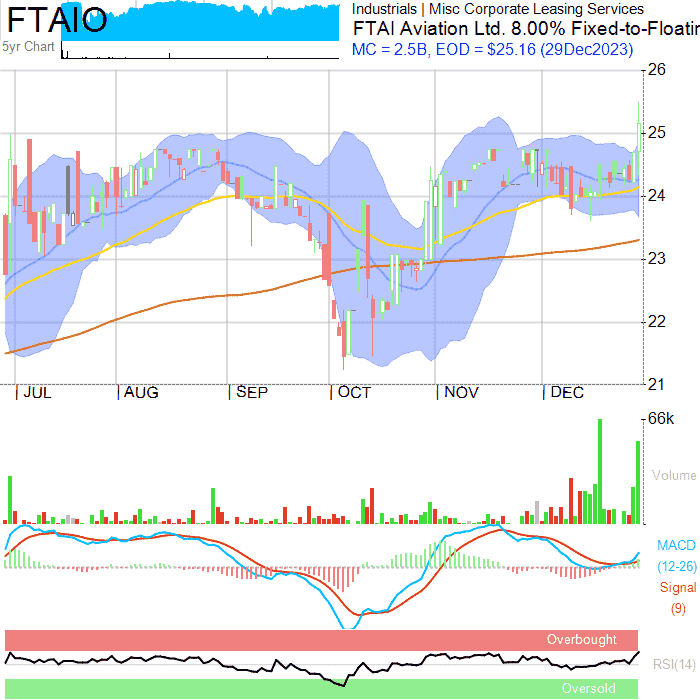 FTAIO
5yr Chart
Industrials | Misc Corporate Leasing Services
FTAI Aviation Ltd. 8.00% Fixed-to-Floatin
MC = 2.5B, EOD = $25.16 (29Dec2023)
26
25
24
23
22
21
JUL
AUG
SEP
OCT
NOV
DEC
66k
Volume
MACD
(12-26)
Signal
(9)
Overbought
RSI(14)
Oversold